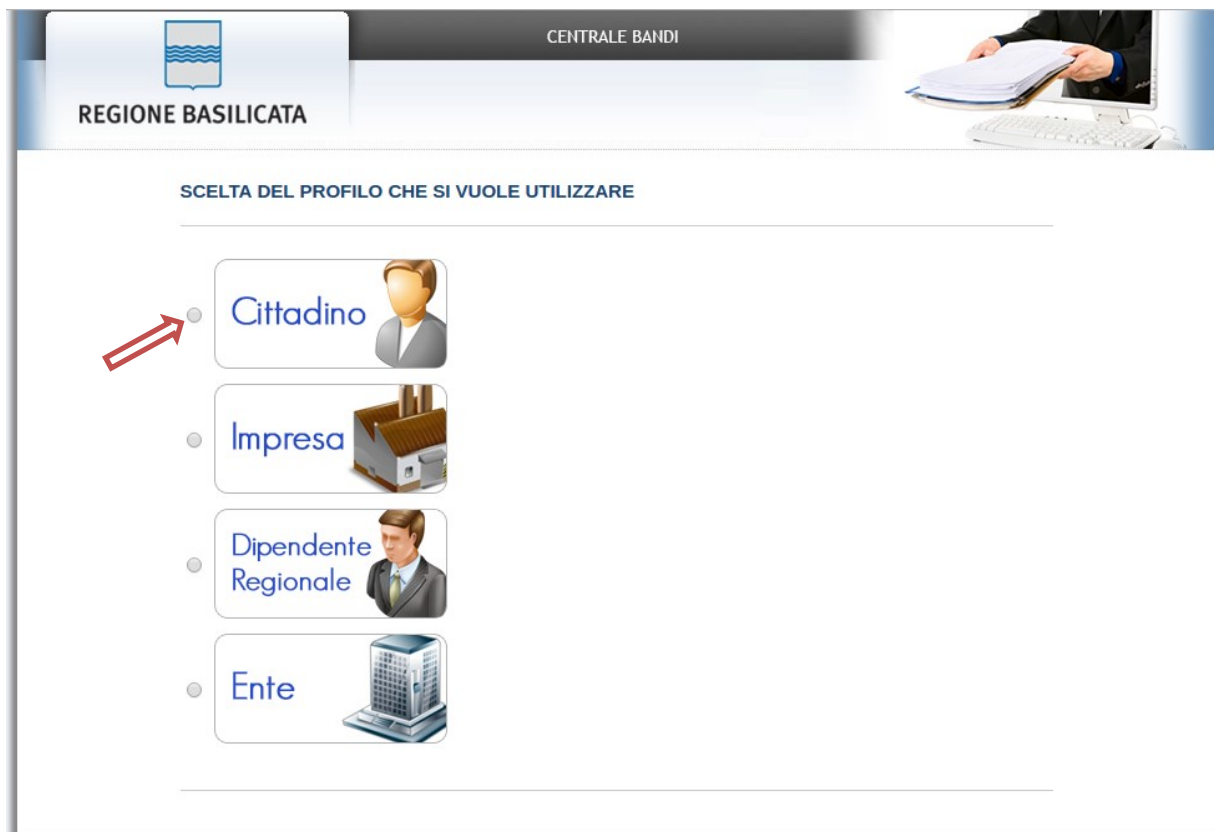 CENTRALE BANDI
REGIONE BASILICATA
SCELTA DEL PROFILO CHE SI VUOLE UTILIZZARE
Cittadino
Impresa
Dipendente
Regionale
Ente